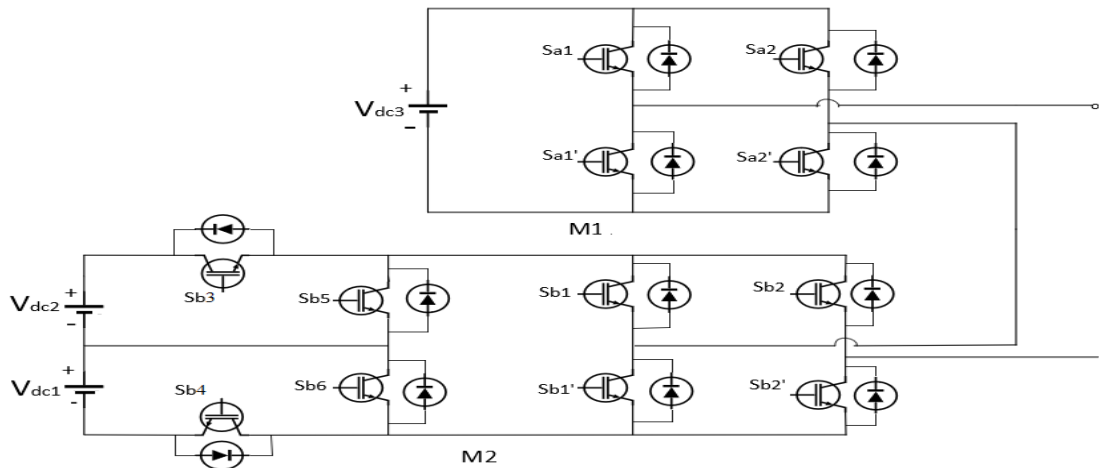 Sa1
Sa2
+
Vdc3
-
Sa1'
Sa2'
M1
Sb3
Sb5
Sb1
Sb2
+
Vdc2
-
+
Vdc1
-
Sb4
Sb6
Sb1'
Sb2'
M2